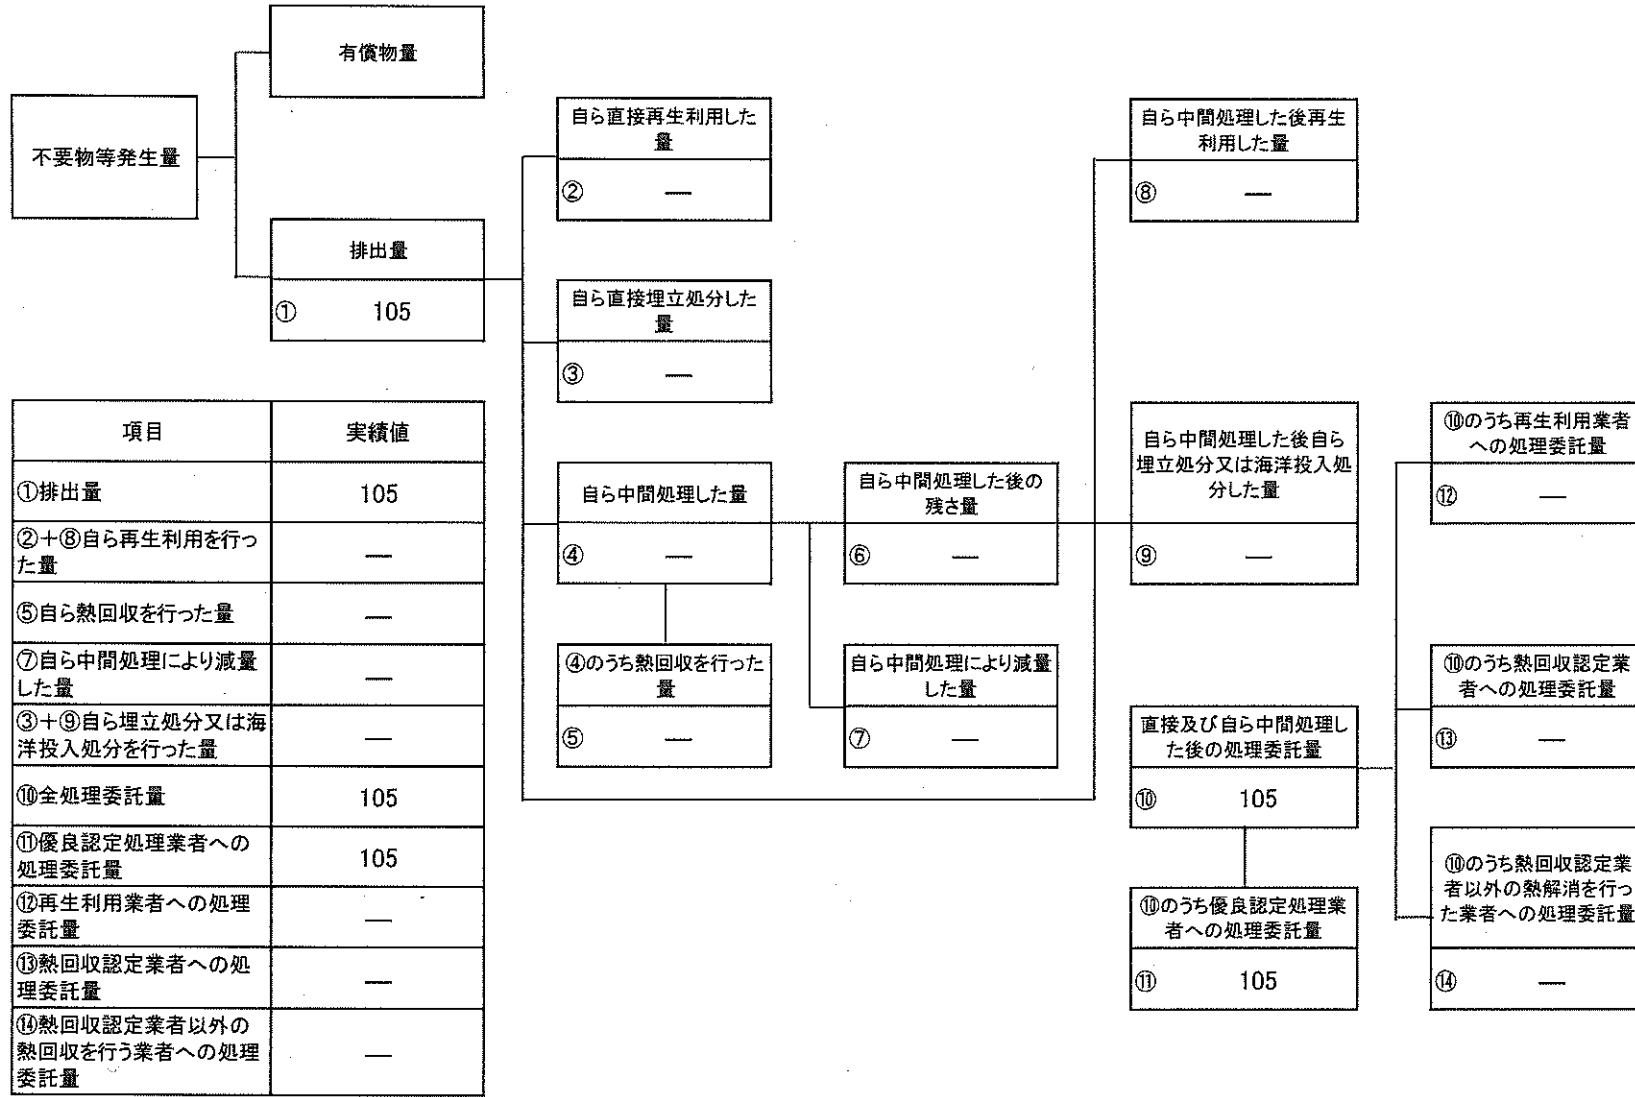 有償物量
不要物等発生量
排出量
① 105
自ら直接再生利用した
量
② —
自ら直接埋立処分した
量
③ —
自ら中間処理した量
④ —
④のうち熱回収を行った
量
⑤ —
自ら中間処理した後の
残さ量
⑥ —
自ら中間処理により減量
した量
⑦ —
自ら中間処理した後再生
利用した量
⑧ —
自ら中間処理した後自ら
埋立処分又は海洋投入処
分した量
⑨ —
直接及び自ら中間処理し
た後の処理委託量
⑩ 105
⑩のうち優良認定処理業
者への処理委託量
⑪ 105
⑩のうち再生利用業者
への処理委託量
⑫ —
⑩のうち熱回収認定業
者への処理委託量
⑬ —
⑩のうち熱回収認定業
者以外の熱解消を行っ
た業者への処理委託量
⑭ —
項目 実績値
①排出量 105
②+⑧自ら再生利用を行っ
た量 —
⑤自ら熱回収を行った量 —
⑦自ら中間処理により減量
した量 —
③+⑨自ら埋立処分又は海
洋投入処分を行った量 —
⑩全処理委託量 105
⑪優良認定処理業者への
処理委託量 105
⑫再生利用業者への処理
委託量 —
⑬熱回収認定業者への処
理委託量 —
⑭熱回収認定業者以外の
熱回収を行う業者への処理
委託量 —